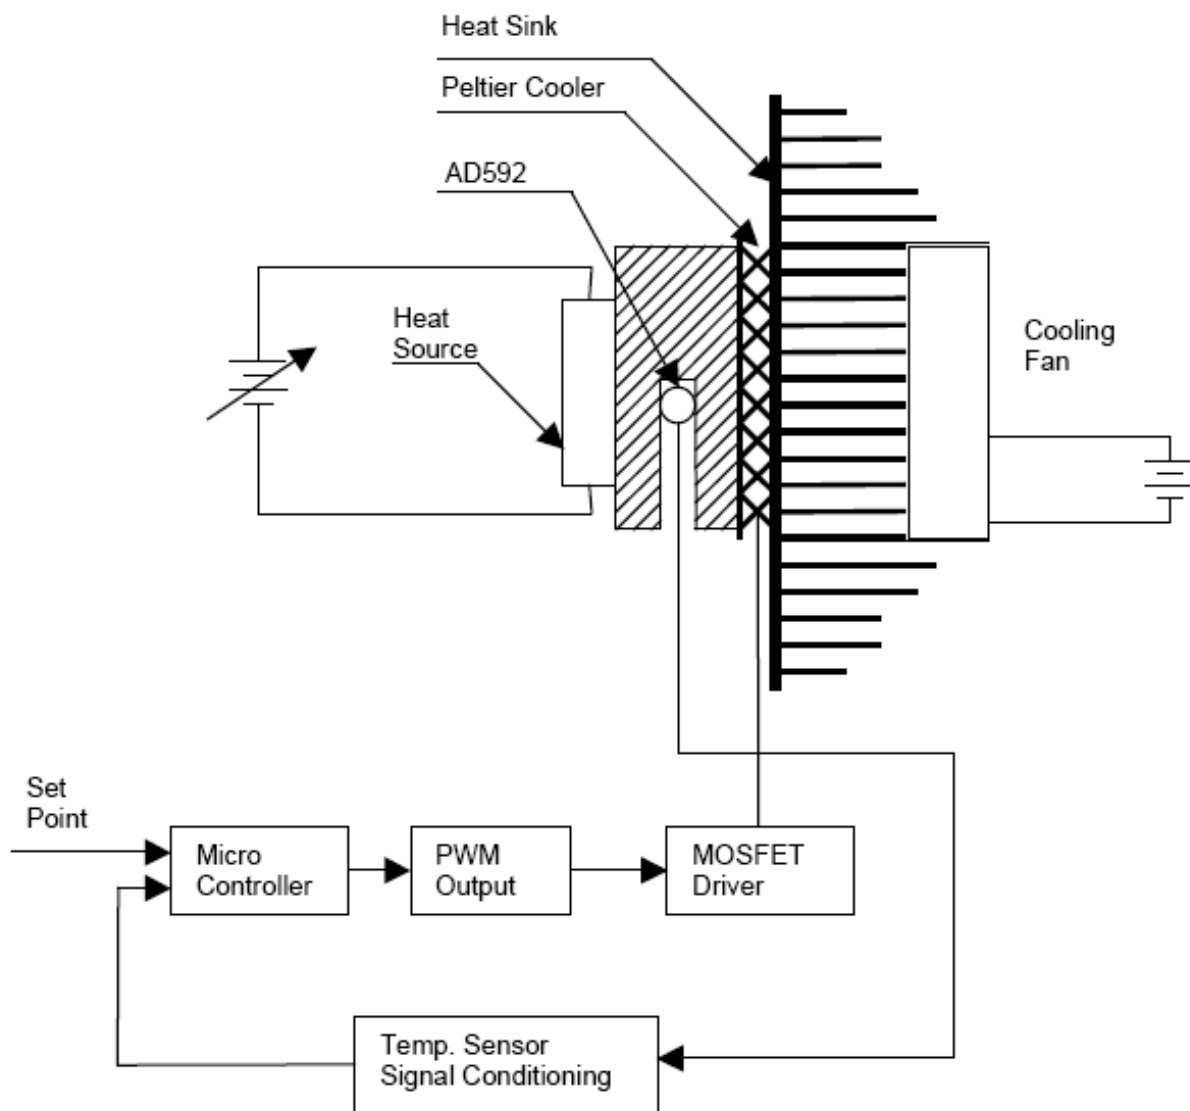 Heat Sink
Peltier Cooler
AD592
Heat
Source
Cooling
Fan
Set
Point
Micro
Controller
PWM
Output
MOSFET
Driver
Temp. Sensor
Signal Conditioning